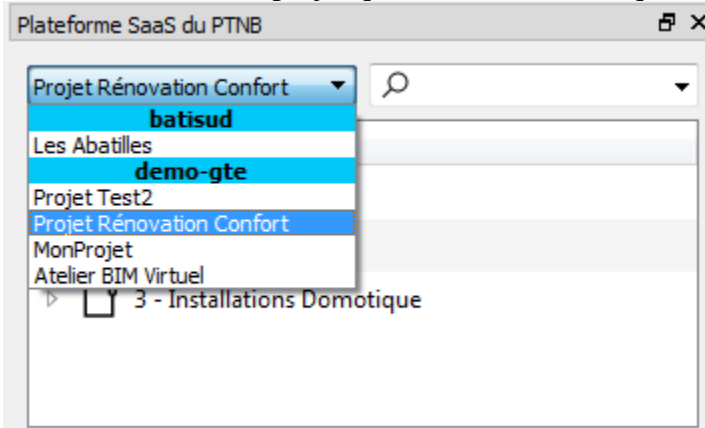 Plateforme SaaS du PTNB
Projet Rénovation Confort
batisud
Les Abatilles
demo-gte
Projet Test2
Projet Rénovation Confort
MonProjet
Atelier BIM Virtuel
3 - Installations Domotique